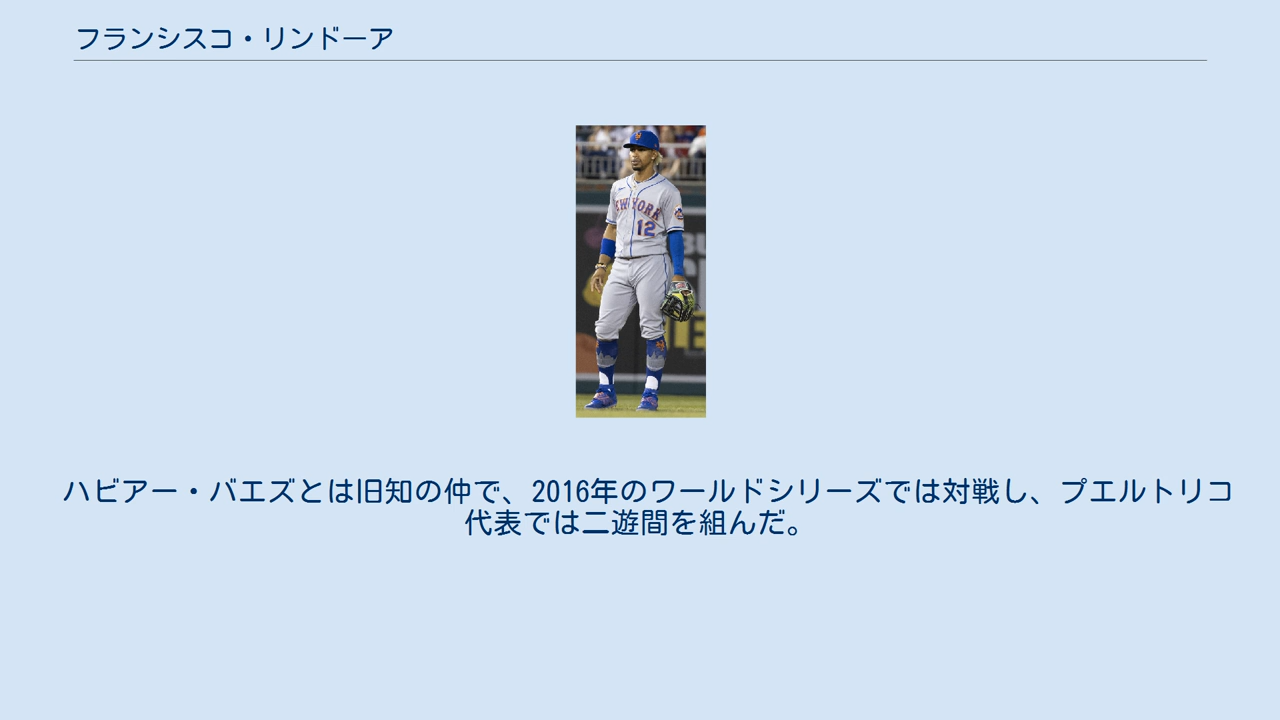 フランシスコ・リンドーア
NEW YORK
12
ハビアー・バエズとは旧知の仲で、2016年のワールドシリーズでは対戦し、プエルトリコ
代表では二遊間を組んだ。